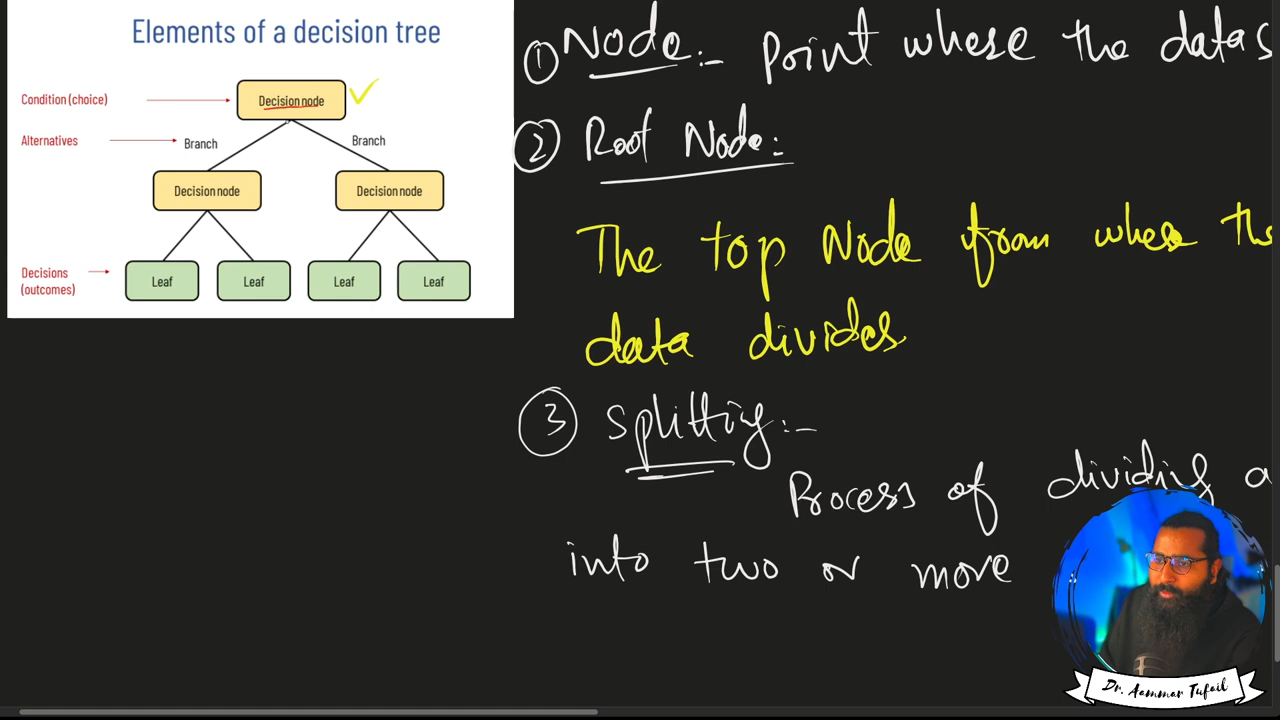 Elements of a decision tree
Condition (choice)
Decision node
Alternatives
Branch
Branch
Decision node
Decision node
Decisions
(outcomes)
Leaf
Leaf
Leaf
Leaf
① Node :- Point where the datas
② Root Node:
The top Node from where the
data divides
③ Splitting :-
Process of dividing a
into two or more
Dr. Aammar Tufail